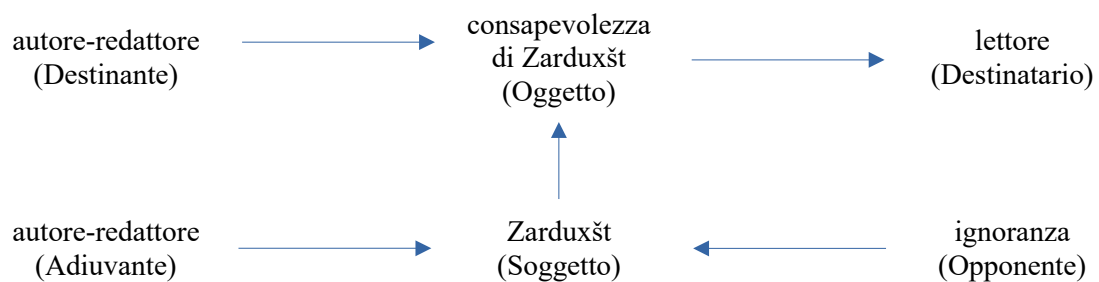 autore-redattore
(Destinante)
consapevolezza
di Zarduxšt
(Oggetto)
lettore
(Destinatario)
autore-redattore
(Adiuvante)
Zarduxšt
(Soggetto)
ignoranza
(Opponente)